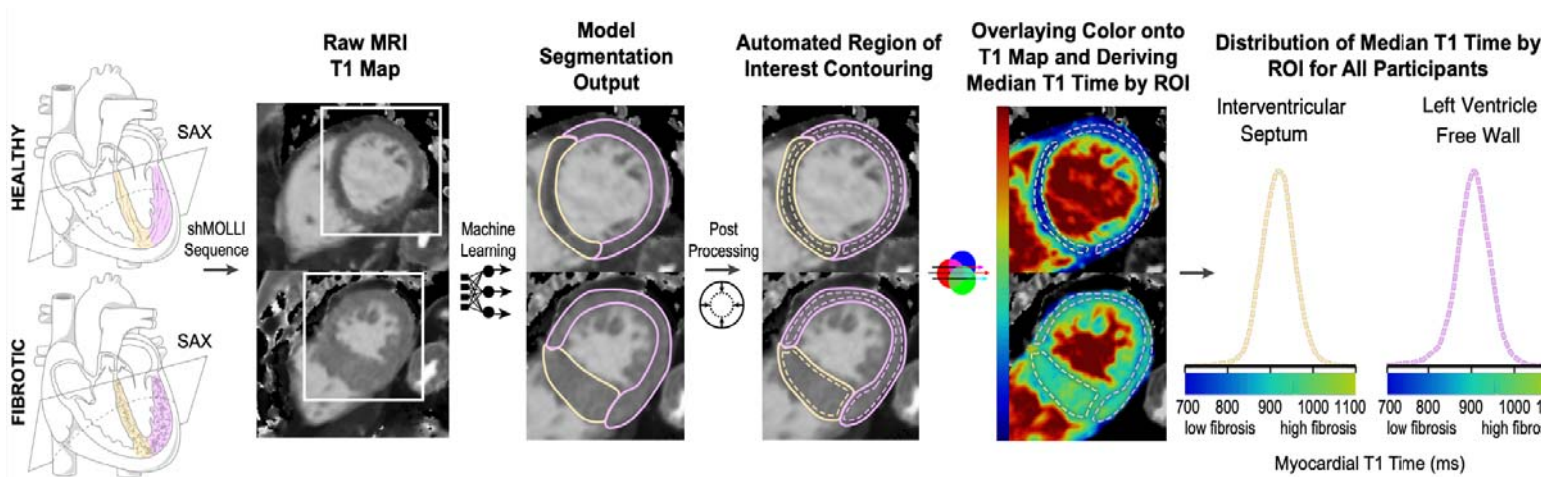 Raw MRI
T1 Map
Model
Segmentation
Output
Automated Region of
Interest Contouring
Overlaying Color onto
T1 Map and Deriving
Median T1 Time by ROI
Distribution of Median T1 Time by
ROI for All Participants
HEALTHY
SAX
shMOLLI
Sequence
Machine
Learning
Post
Processing
Interventricular
Septum
Left Ventricle
Free Wall
FIBROTIC
SAX
700 800 900 1000 1100
low fibrosis high fibrosis
700 800 900 1000 1
low fibrosis high fibros
Myocardial T1 Time (ms)